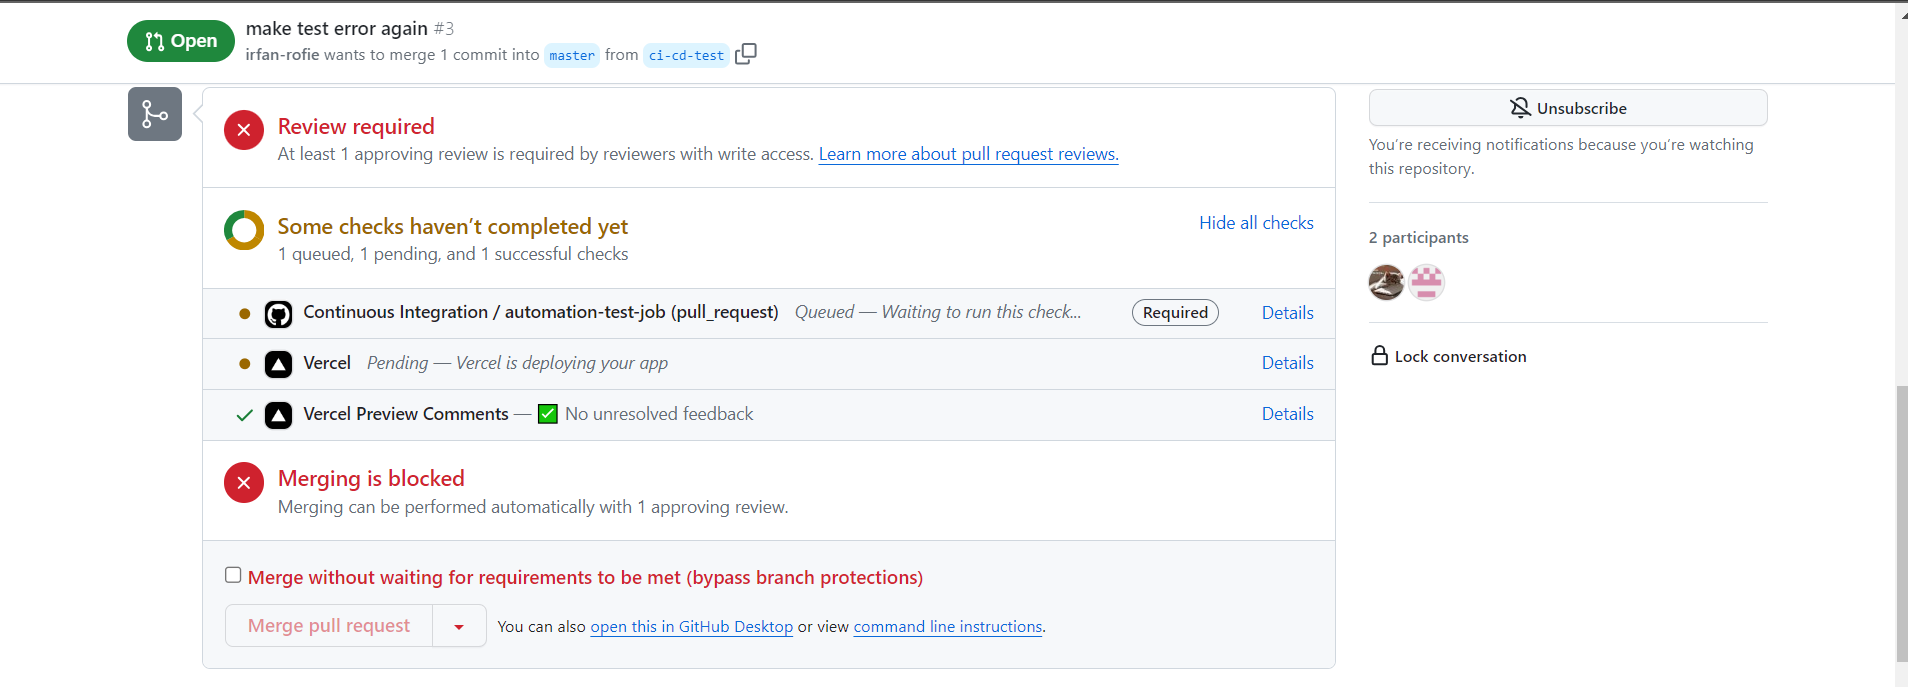 Open
make test error again #3
irfan-rofie wants to merge 1 commit into master from ci-cd-test
Review required
At least 1 approving review is required by reviewers with write access. Learn more about pull request reviews.
Some checks haven't completed yet
Hide all checks
1 queued, 1 pending, and 1 successful checks
Continuous Integration / automation-test-job (pull_request) Queued — Waiting to run this check... Required Details
Vercel Pending — Vercel is deploying your app Details
Vercel Preview Comments — ✅ No unresolved feedback Details
Merging is blocked
Merging can be performed automatically with 1 approving review.
Merge without waiting for requirements to be met (bypass branch protections)
Merge pull request
You can also open this in GitHub Desktop or view command line instructions.
Unsubscribe
You're receiving notifications because you're watching
this repository.
2 participants
Lock conversation